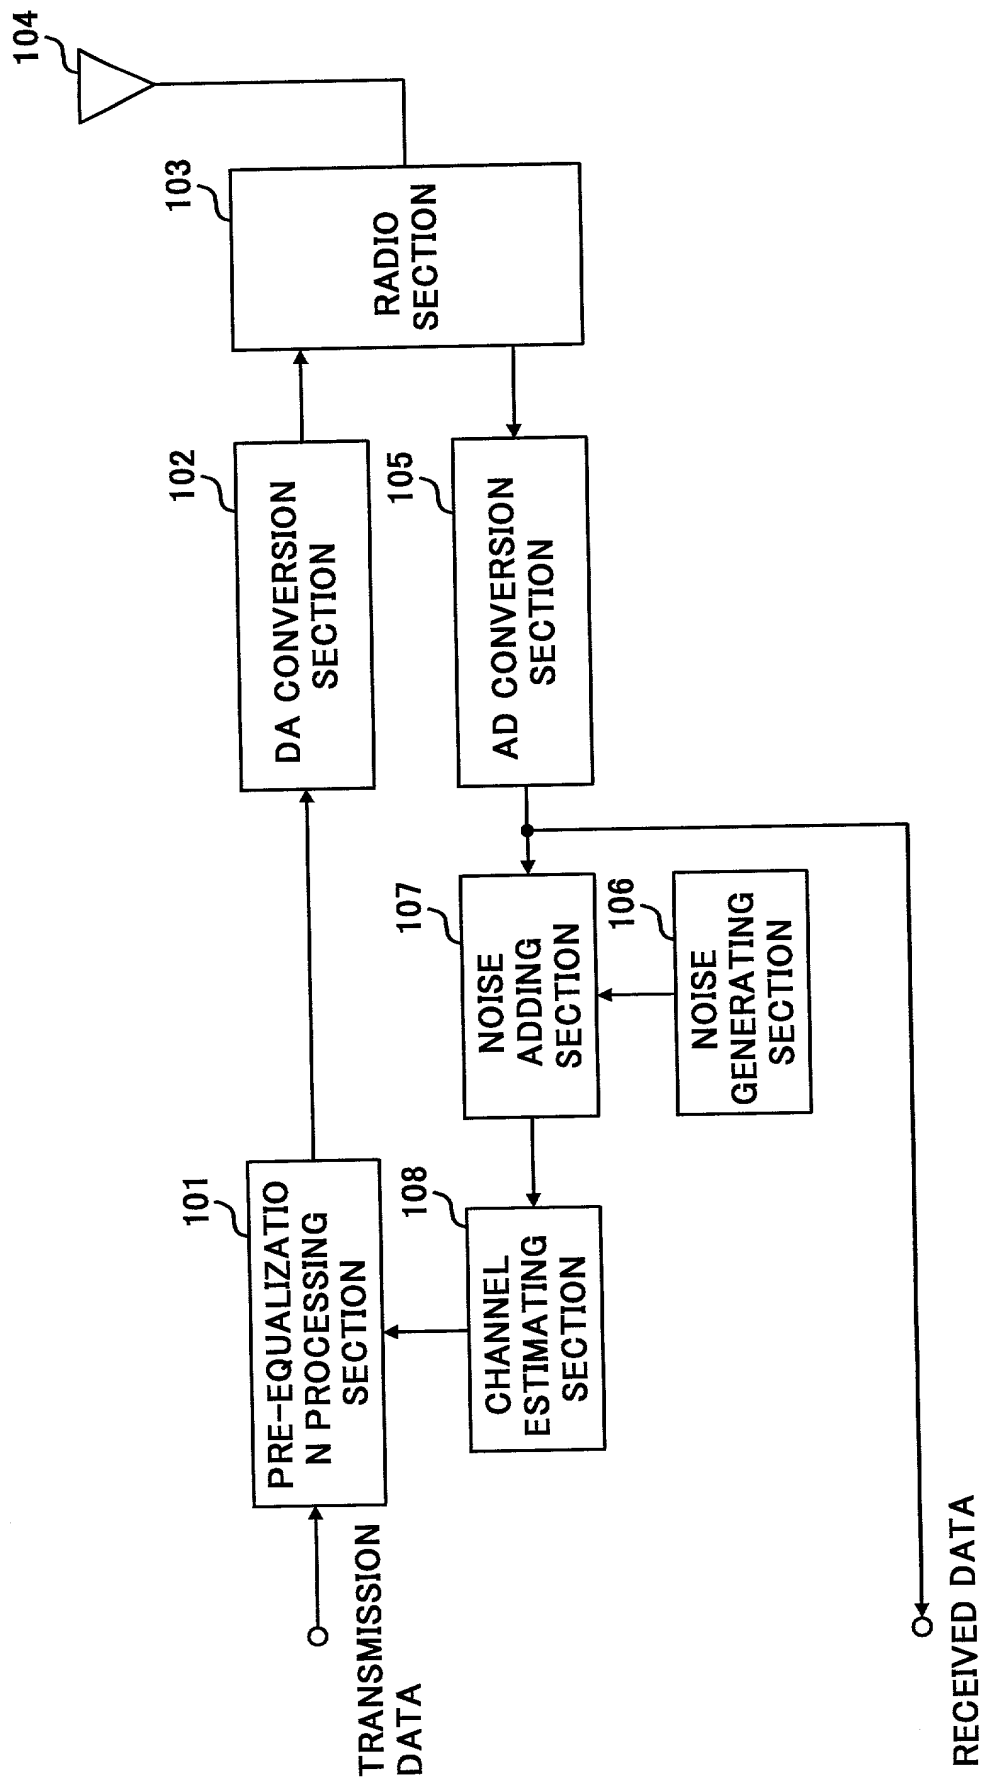 101
PRE-EQUALIZATIO
N PROCESSING
SECTION
TRANSMISSION
DATA
102
DA CONVERSION
SECTION
103
RADIO
SECTION
104
105
AD CONVERSION
SECTION
107
NOISE
ADDING
SECTION
106
NOISE
GENERATING
SECTION
108
CHANNEL
ESTIMATING
SECTION
RECEIVED DATA